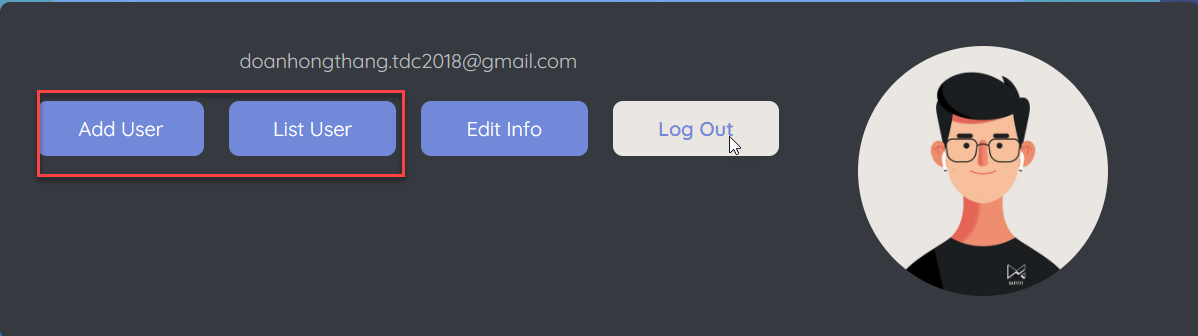 doanhongthang.tdc2018@gmail.com
Add User List User Edit Info Log Out